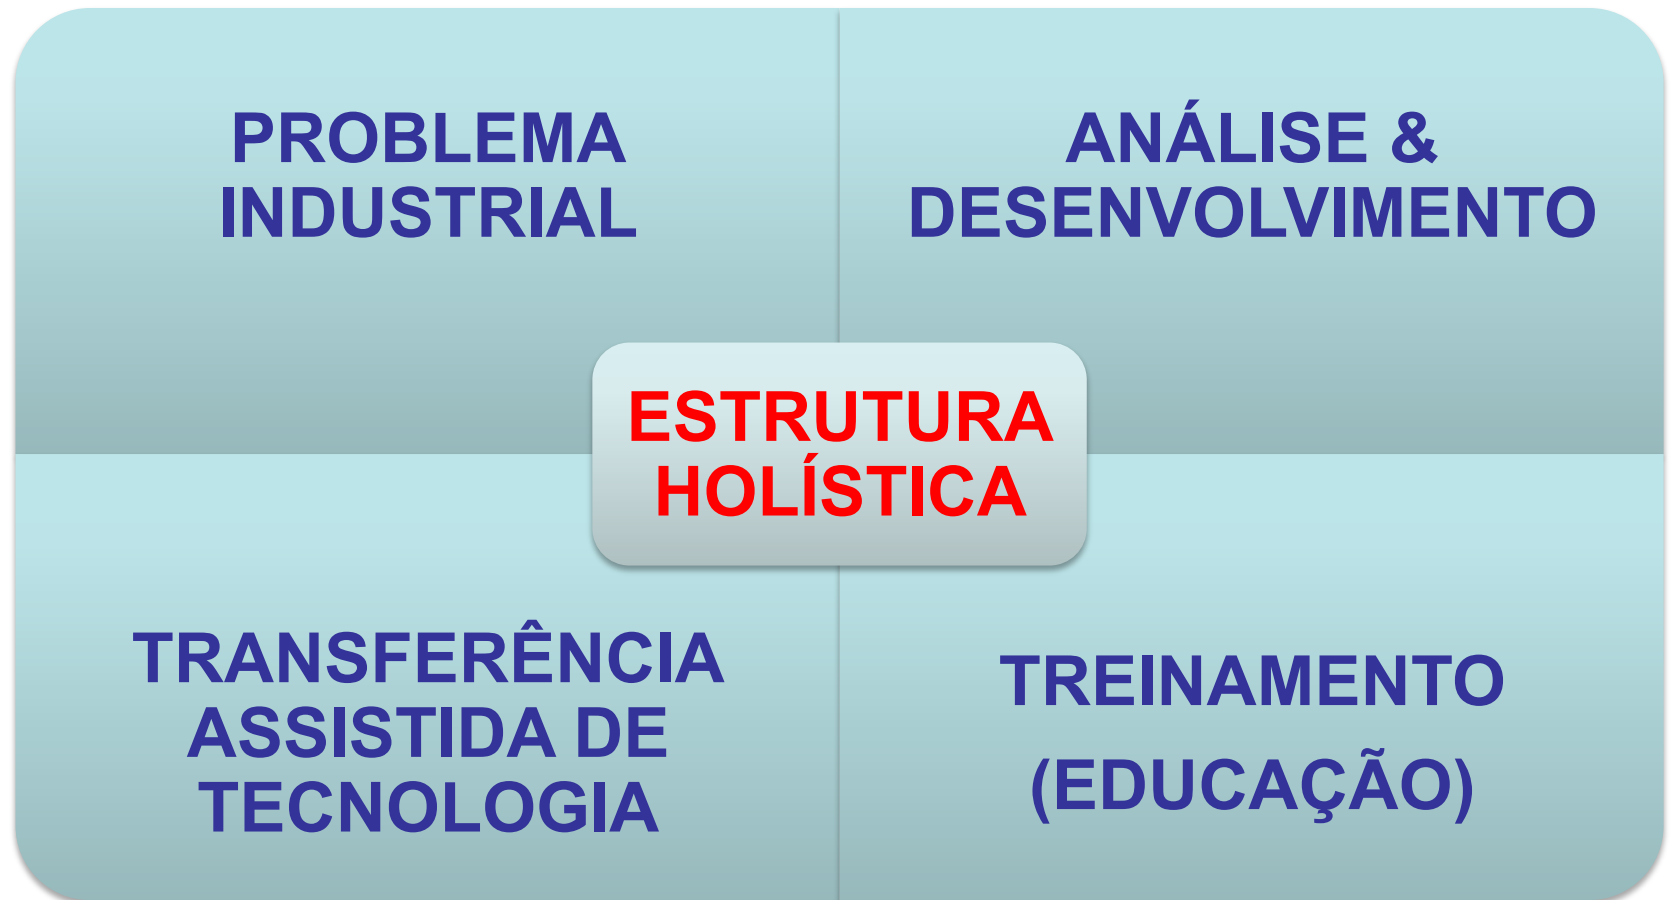 PROBLEMA
INDUSTRIAL
ANÁLISE &
DESENVOLVIMENTO
ESTRUTURA
HOLÍSTICA
TRANSFERÊNCIA
ASSISTIDA DE
TECNOLOGIA
TREINAMENTO
(EDUCAÇÃO)